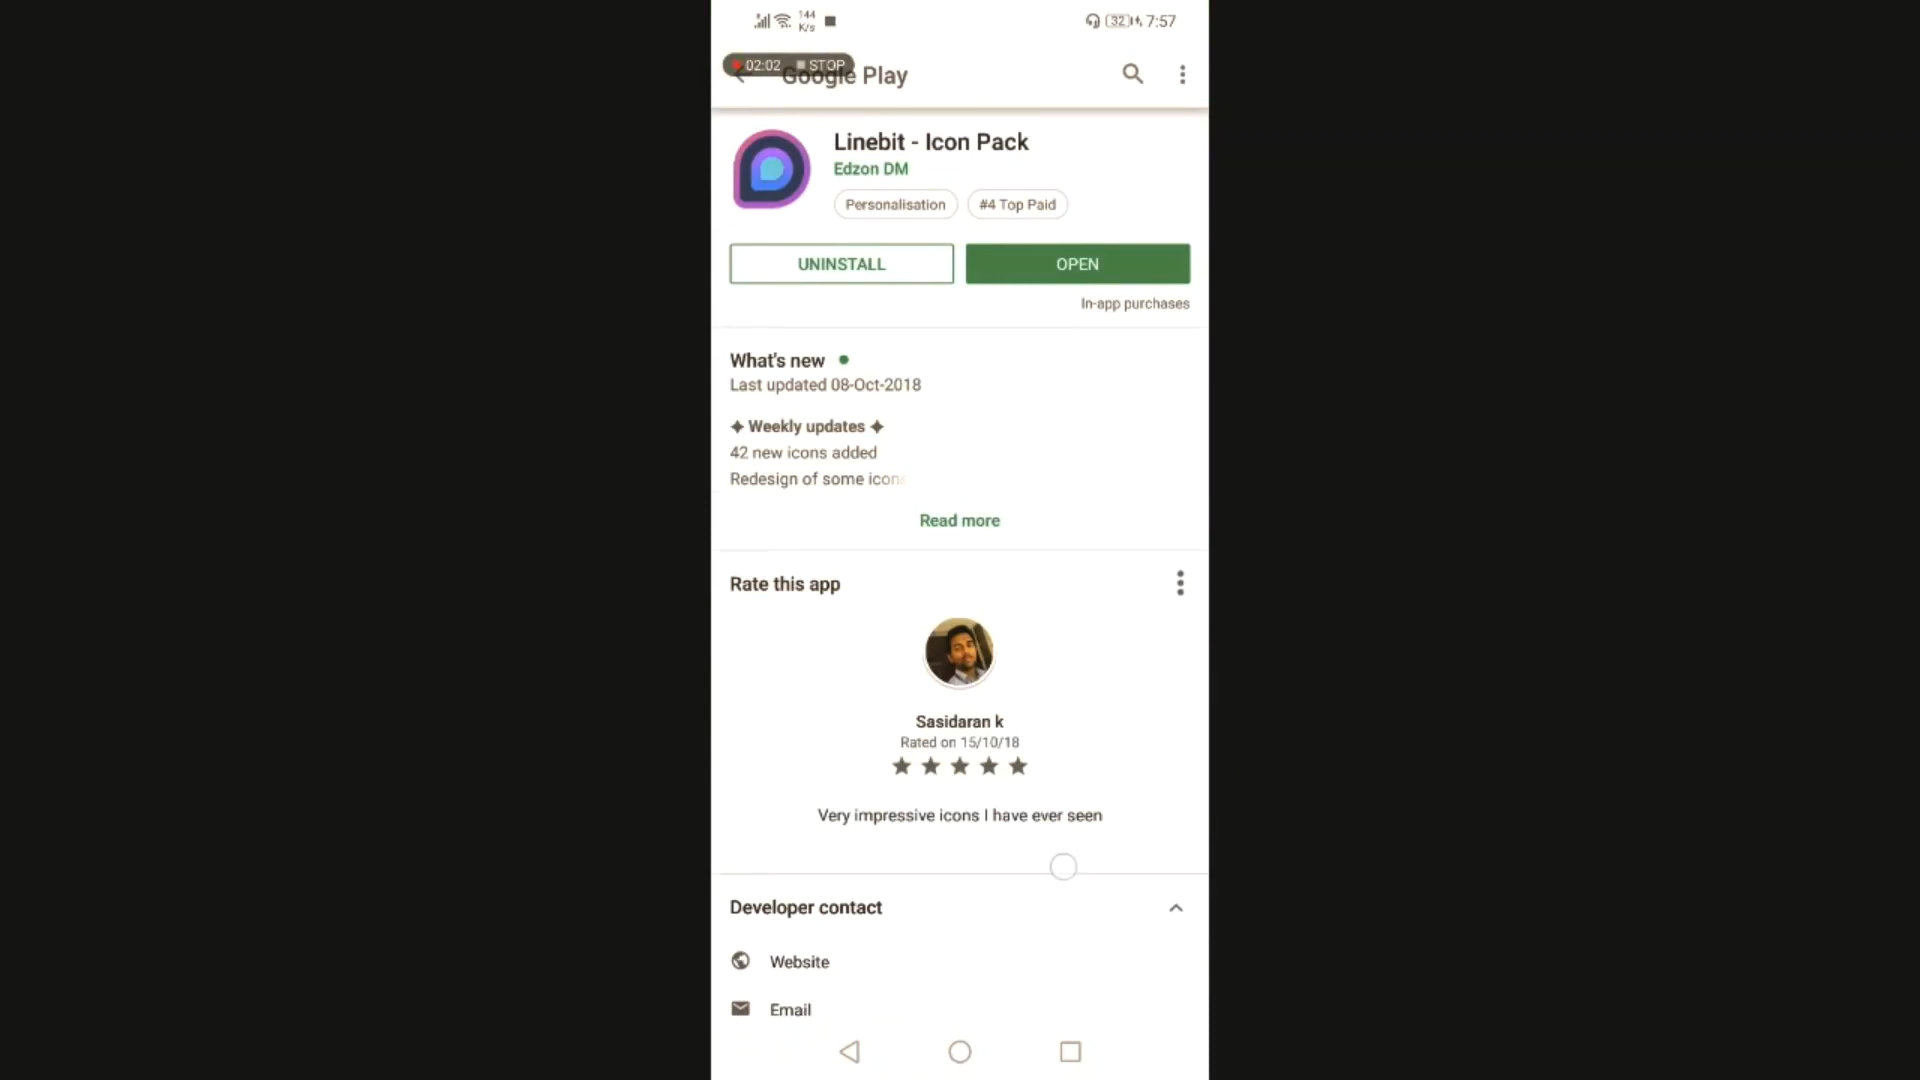 144
K/s
32
7:57
02:02 STOP
Google Play
Linebit - Icon Pack
Edzon DM
Personalisation
#4 Top Paid
UNINSTALL
OPEN
In-app purchases
What's new
Last updated 08-Oct-2018
✦ Weekly updates ✦
42 new icons added
Redesign of some icons
Read more
Rate this app
Sasidaran k
Rated on 15/10/18
Very impressive icons I have ever seen
Developer contact
Website
Email